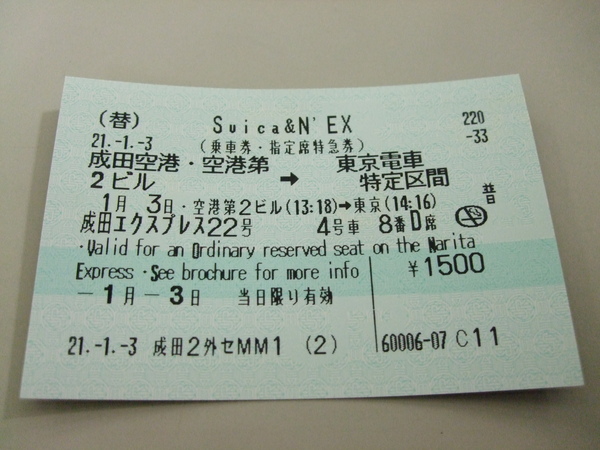 (替) Suica&N'EX 220
21.-1.-3 (乗車券・指定席特急券) -33
成田空港・空港第 東京電車
2ビル → 特定区間
1月 3日・空港第2ビル(13:18)→東京(14:16) 普
成田エクスプレス22号 4号車 8番D席
・Valid for an Ordinary reserved seat on the Narita
Express・See brochure for more info ¥1500
-1月-3日 当日限り有効
21.-1.-3 成田2外セMM1 (2) 60006-07 C11